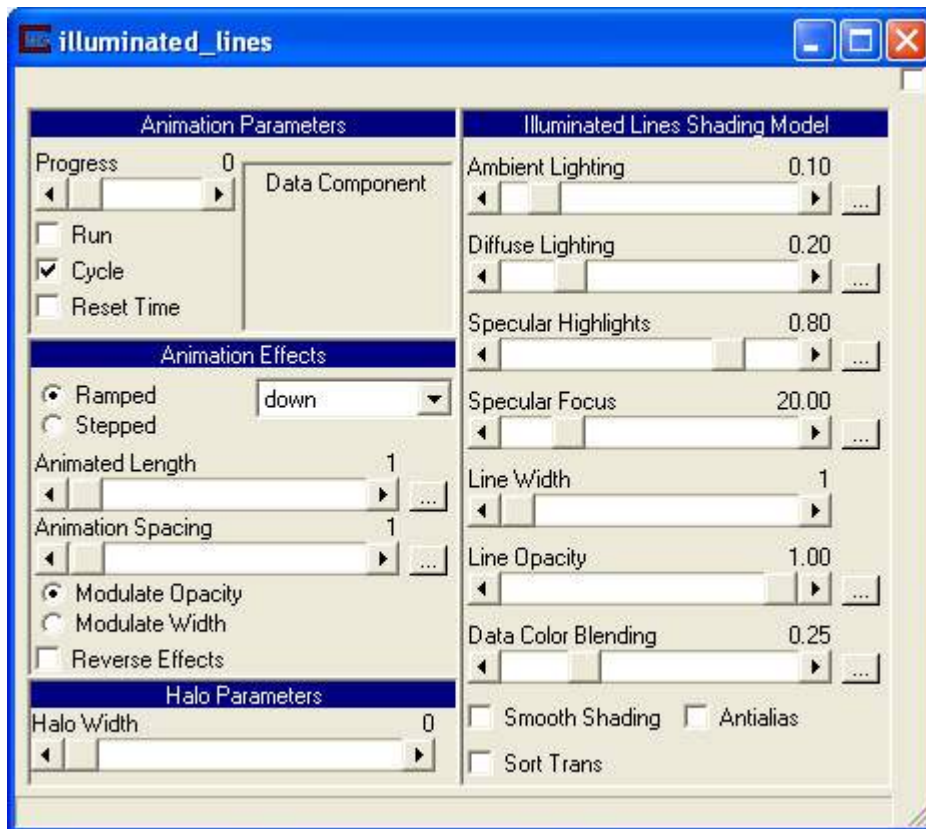 illuminated_lines
Animation Parameters
Progress 0
Data Component
Run
Cycle
Reset Time
Animation Effects
Ramped
down
Stepped
Animated Length 1
...
Animation Spacing 1
...
Modulate Opacity
Modulate Width
Reverse Effects
Halo Parameters
Halo Width 0
Illuminated Lines Shading Model
Ambient Lighting 0.10
...
Diffuse Lighting 0.20
...
Specular Highlights 0.80
...
Specular Focus 20.00
...
Line Width 1
Line Opacity 1.00
...
Data Color Blending 0.25
...
Smooth Shading Antialias
Sort Trans